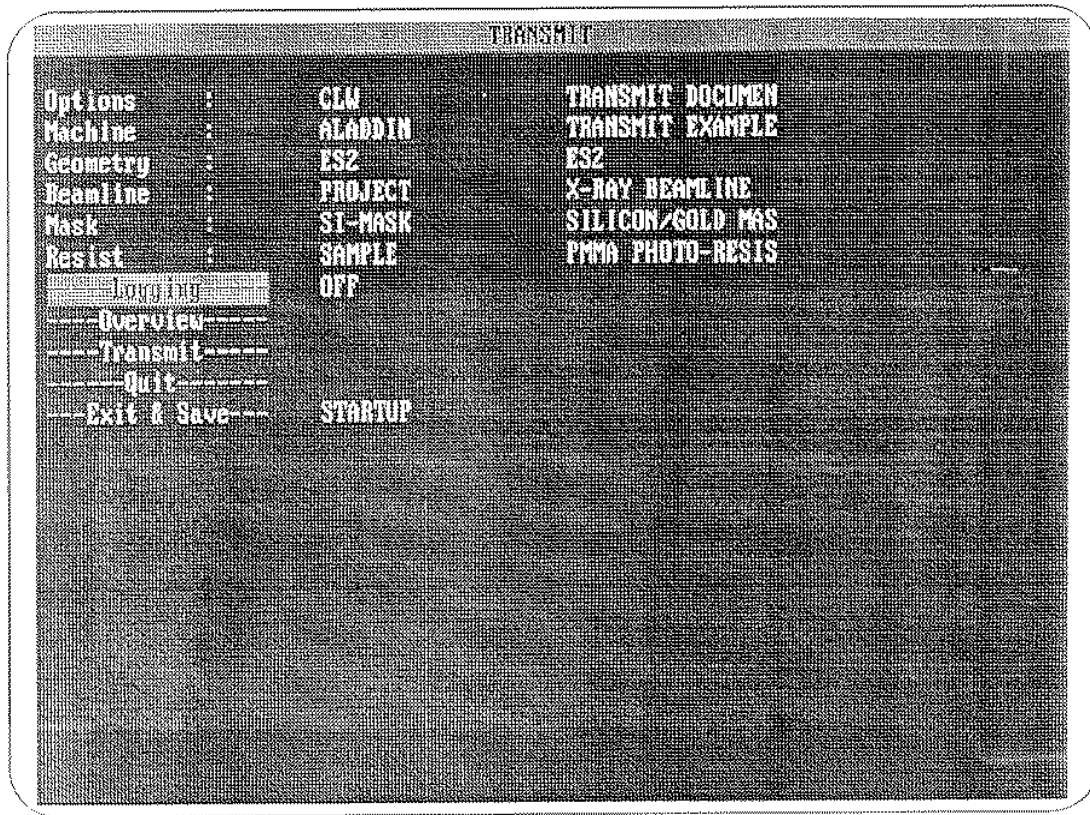 TRANSMIT
Options : CLW TRANSMIT DOCUMEN
Machine : ALADDIN TRANSMIT EXAMPLE
Geometry : ES2 ES2
Beamline : PROJECT X-RAY BEAMLINE
Mask : SI-MASK SILICON/GOLD MAS
Resist : SAMPLE PMMA PHOTO-RESIS
Logging OFF
----Overview-----
----Transmit-----
------Quit-------
---Exit & Save--- STARTUP